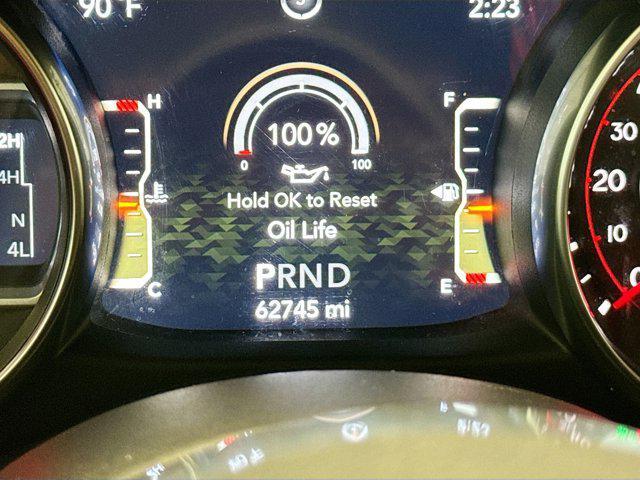 90°F 2:23
H F
100%
0 100
2H
4H
N
4L
Hold OK to Reset
Oil Life
PRND
C 62745 mi E
30
20
10
0